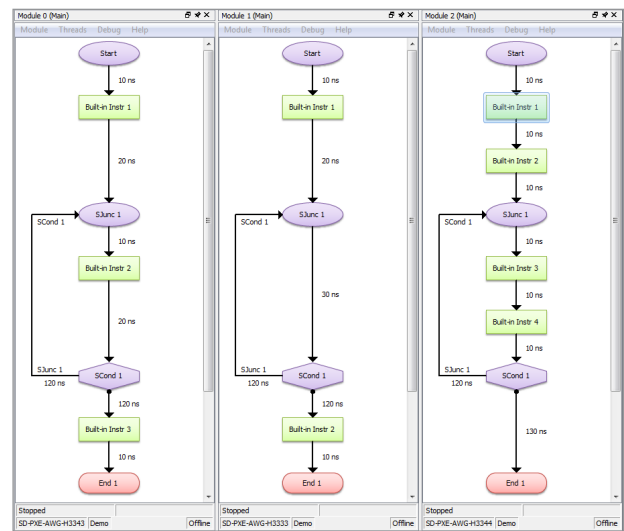 Module 0 (Main)
Module Threads Debug Help
Start
10 ns
Built-in Instr 1
20 ns
SJunc 1
SCond 1
10 ns
Built-in Instr 2
20 ns
SJunc 1
120 ns
SCond 1
120 ns
Built-in Instr 3
10 ns
End 1
Stopped
SD-PXE-AWG-H3343 Demo Offline
Module 1 (Main)
Module Threads Debug Help
Start
10 ns
Built-in Instr 1
20 ns
SJunc 1
SCond 1
30 ns
SJunc 1
120 ns
SCond 1
120 ns
Built-in Instr 2
10 ns
End 1
Stopped
SD-PXE-AWG-H3333 Demo Offline
Module 2 (Main)
Module Threads Debug Help
Start
10 ns
Built-in Instr 1
10 ns
Built-in Instr 2
10 ns
SJunc 1
SCond 1
10 ns
Built-in Instr 3
10 ns
Built-in Instr 4
10 ns
SJunc 1
120 ns
SCond 1
130 ns
End 1
Stopped
SD-PXE-AWG-H3344 Demo Offline